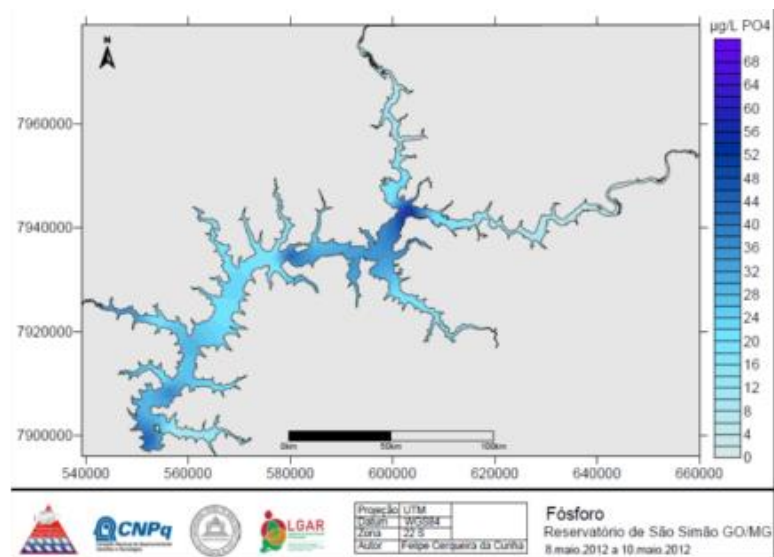 µg/L PO4
N
68
64
60
56
52
48
44
40
36
32
28
24
20
16
12
8
4
0
7960000
7940000
7920000
7900000
0km 50km 100km
540000 560000 580000 600000 620000 640000 660000
CNPq
LGAR
Projeção UTM
Datum WGS84
Zona 22 S
Autor Felipe Cerqueira da Cunha
Fósforo
Reservatório de São Simão GO/MG
8 maio 2012 a 10 maio 2012